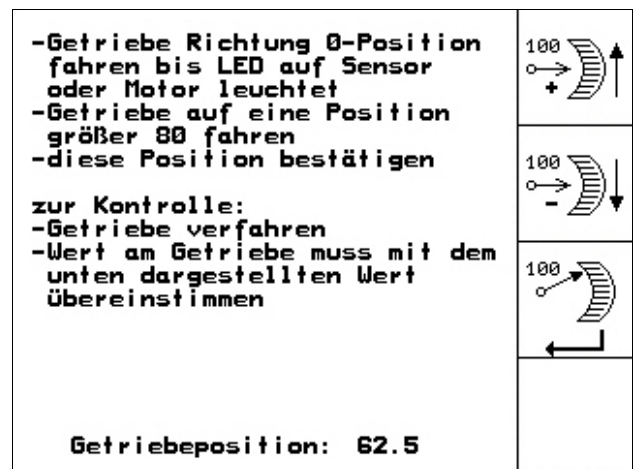 -Getriebe Richtung 0-Position
fahren bis LED auf Sensor
oder Motor leuchtet
-Getriebe auf eine Position
größer 80 fahren
-diese Position bestätigen
zur Kontrolle:
-Getriebe verfahren
-Wert am Getriebe muss mit dem
unten dargestellten Wert
übereinstimmen
Getriebeposition: 62.5
100
+
100
-
100